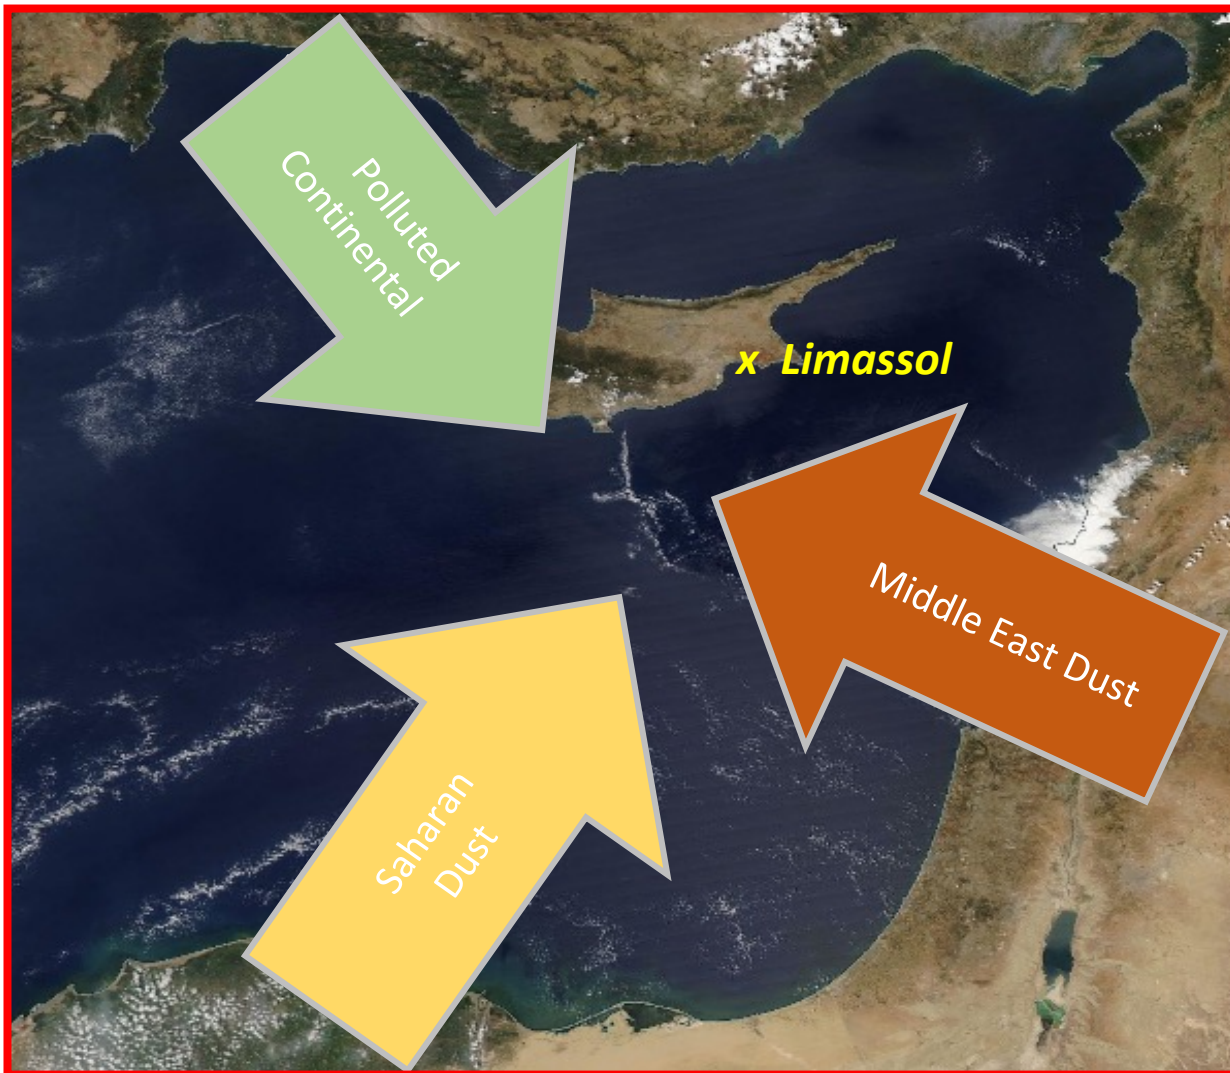 Polluted
Continental
x Limassol
Middle East Dust
Saharan
Dust